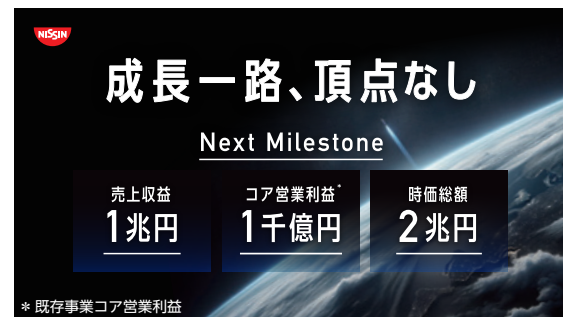 NISSIN
成長一路、頂点なし
Next Milestone
売上収益
1兆円
コア営業利益*
1千億円
時価総額
2兆円
＊既存事業コア営業利益